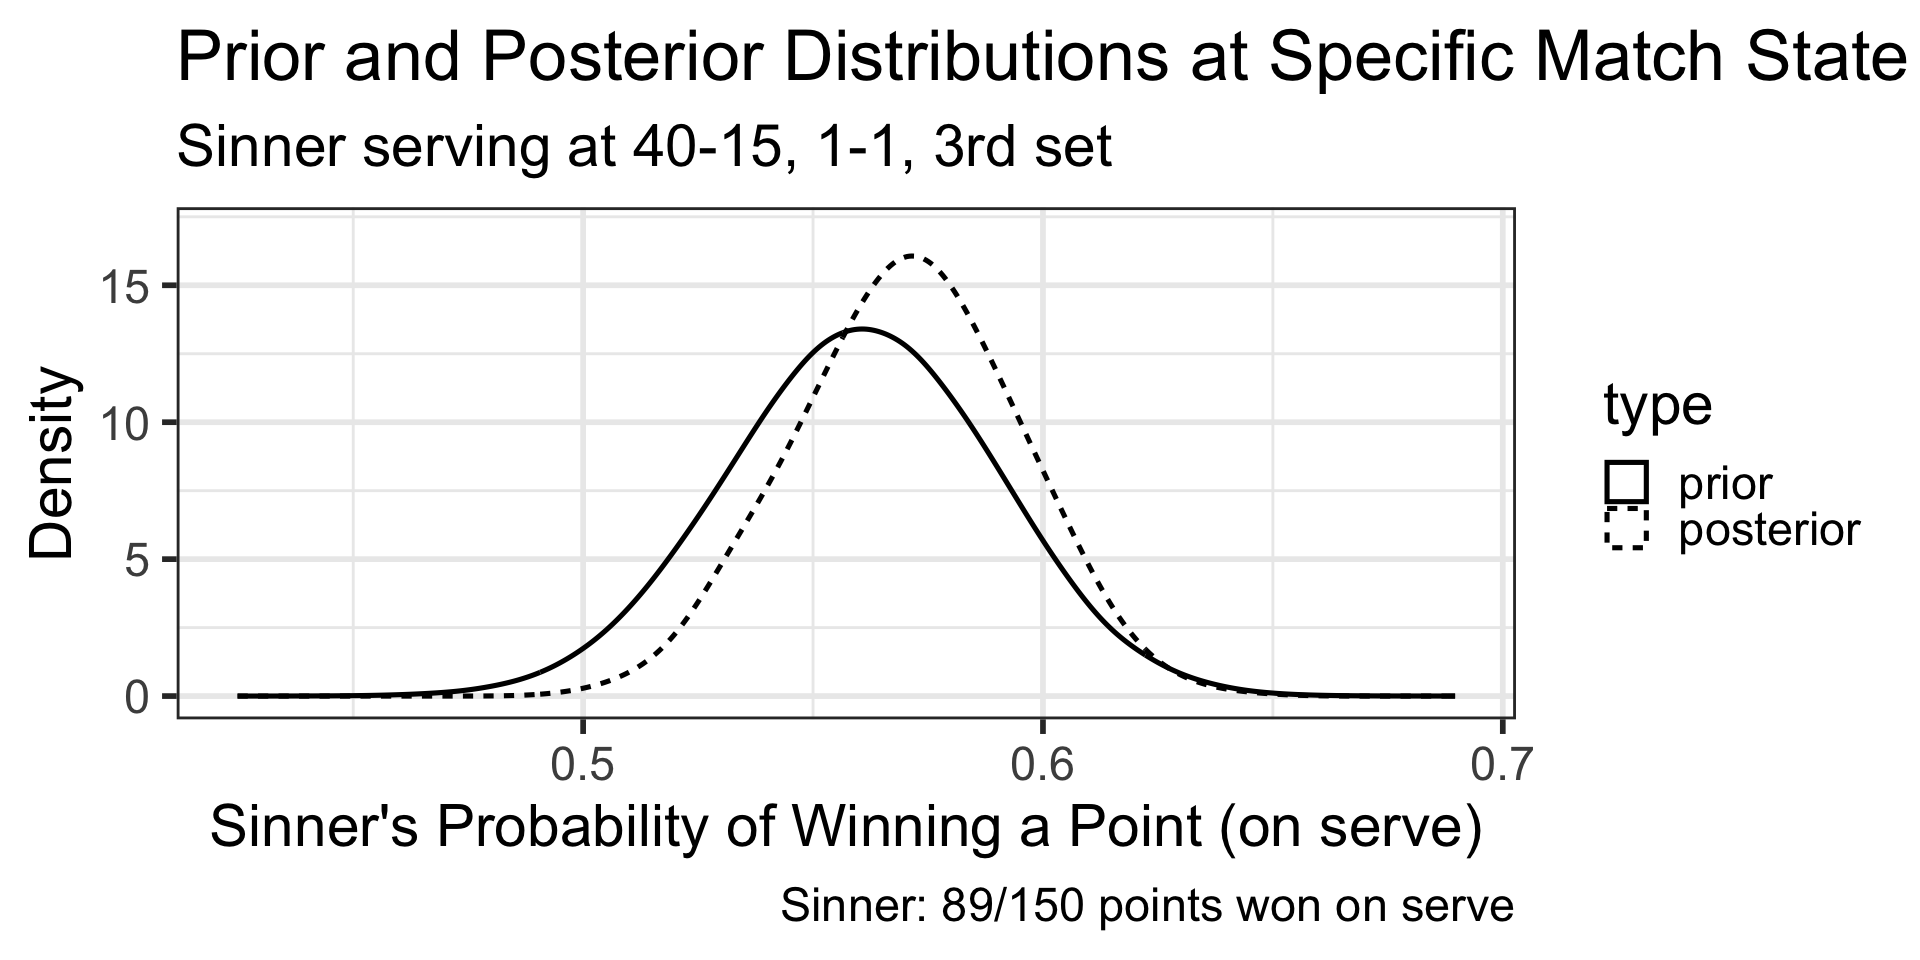 Prior and Posterior Distributions at Specific Match State
Sinner serving at 40-15, 1-1, 3rd set
Density
15
10
5
0
0.5 0.6 0.7
Sinner's Probability of Winning a Point (on serve)
type
prior
posterior
Sinner: 89/150 points won on serve